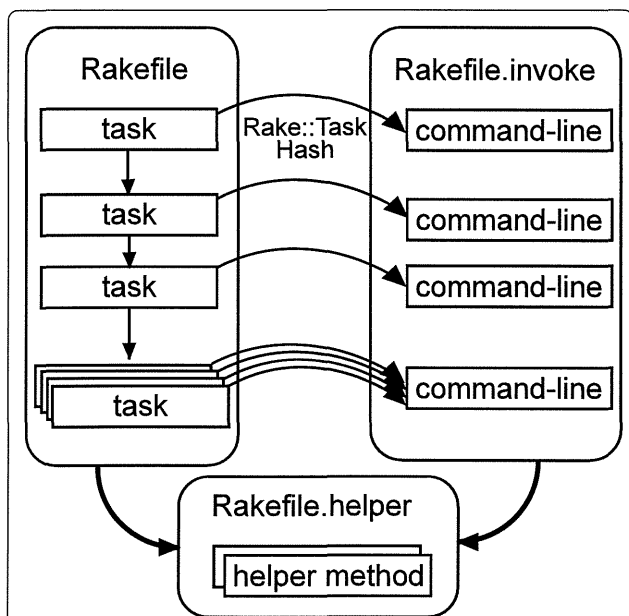 Rakefile
Rakefile.invoke
task
Rake::Task
Hash
command-line
task
command-line
task
command-line
task
command-line
Rakefile.helper
helper method